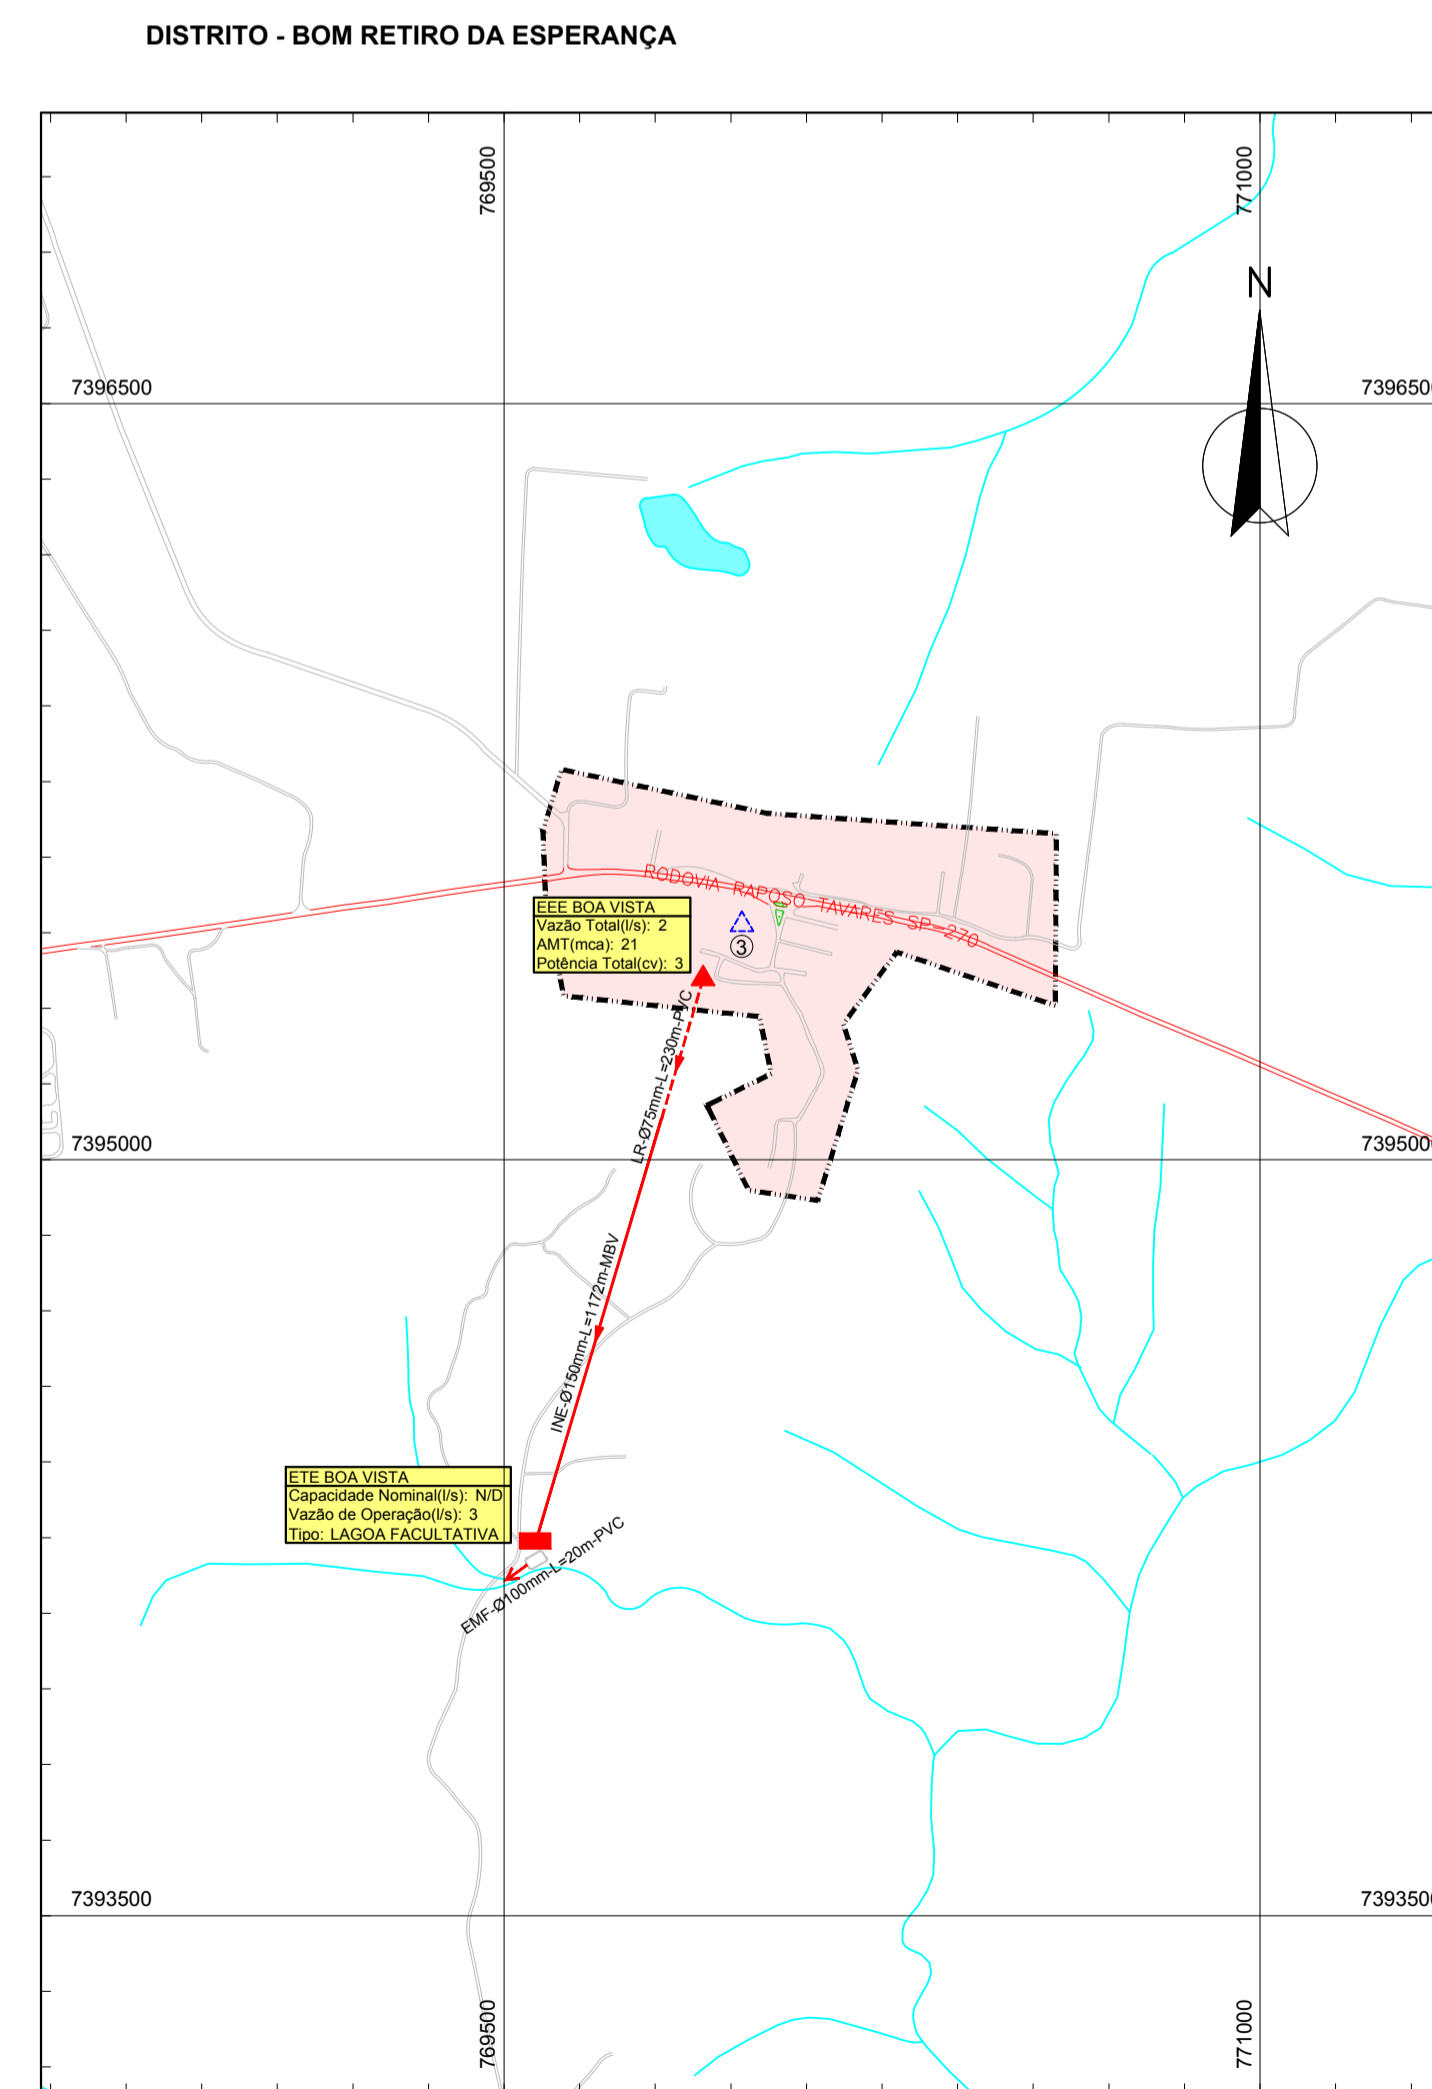 DISTRITO - BOM RETIRO DA ESPERANÇA
769500
771000
N
7396500
739650
RODOVIA RAPOSO TAVARES SP-270
EEE BOA VISTA
Vazão Total(l/s): 2
AMT(mca): 21
Potência Total(cv): 3
3
LR-Ø75mm-L=230m-PVC
7395000
739500
INE-Ø150mm-L=1172m-MBV
ETE BOA VISTA
Capacidade Nominal(l/s): N/D
Vazão de Operação(l/s): 3
Tipo: LAGOA FACULTATIVA
EMF-Ø100mm-L=20m-PVC
7393500
739350
769500
771000